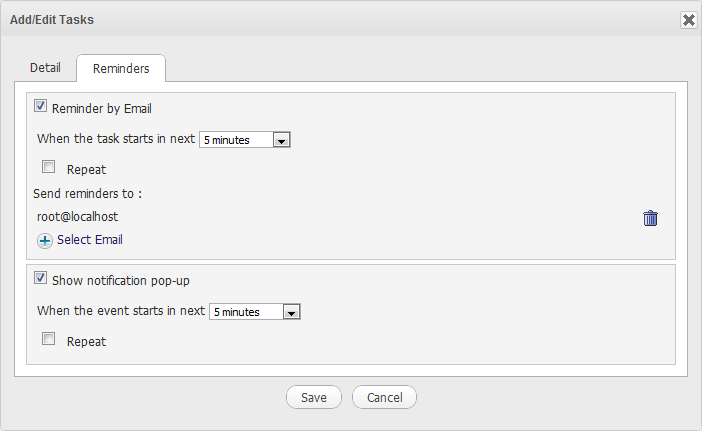 Add/Edit Tasks
Detail
Reminders
Reminder by Email
When the task starts in next 5 minutes
Repeat
Send reminders to :
root@localhost
Select Email
Show notification pop-up
When the event starts in next 5 minutes
Repeat
Save Cancel